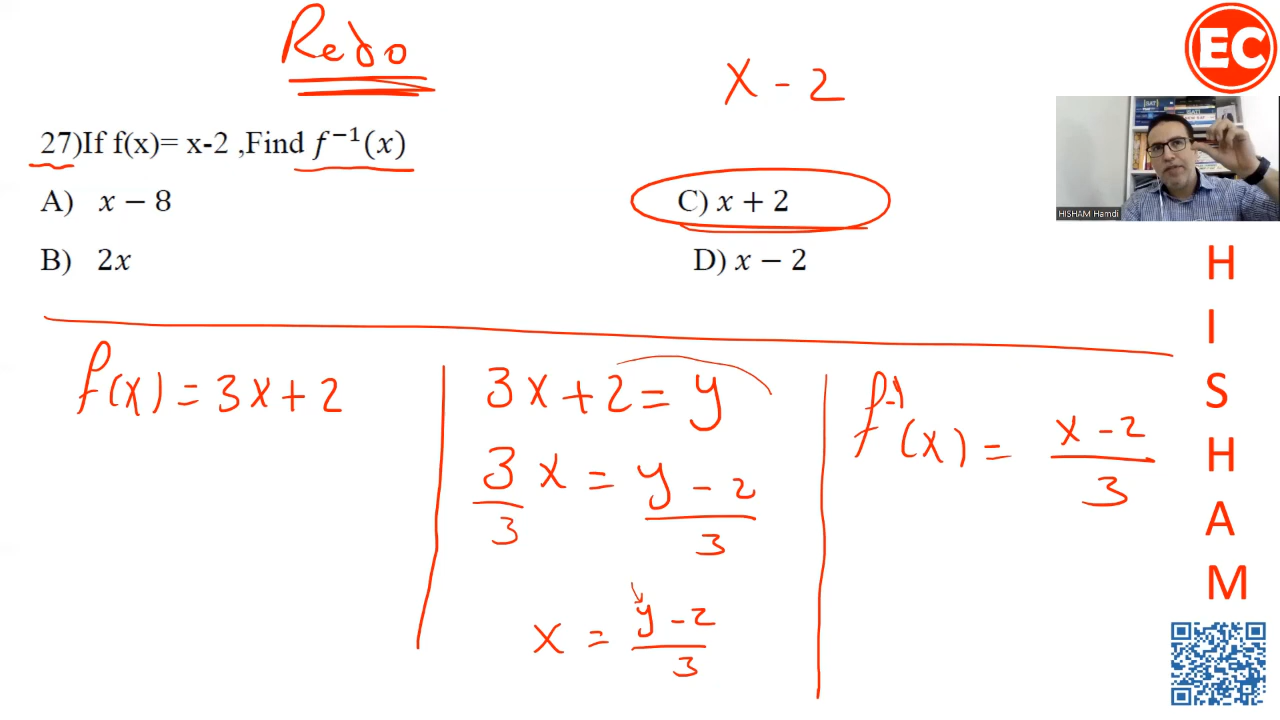 Redo
x - 2
EC
27)If f(x)= x-2 ,Find f⁻¹(x)
A) x − 8
C) x + 2
B) 2x
D) x − 2
HISHAM Hamdi
H
I
S
H
A
M
f(x) = 3x + 2
3x + 2 = y
3/3 x = (y - 2)/3
x = (y - 2)/3
f⁻¹(x) = (x - 2)/3